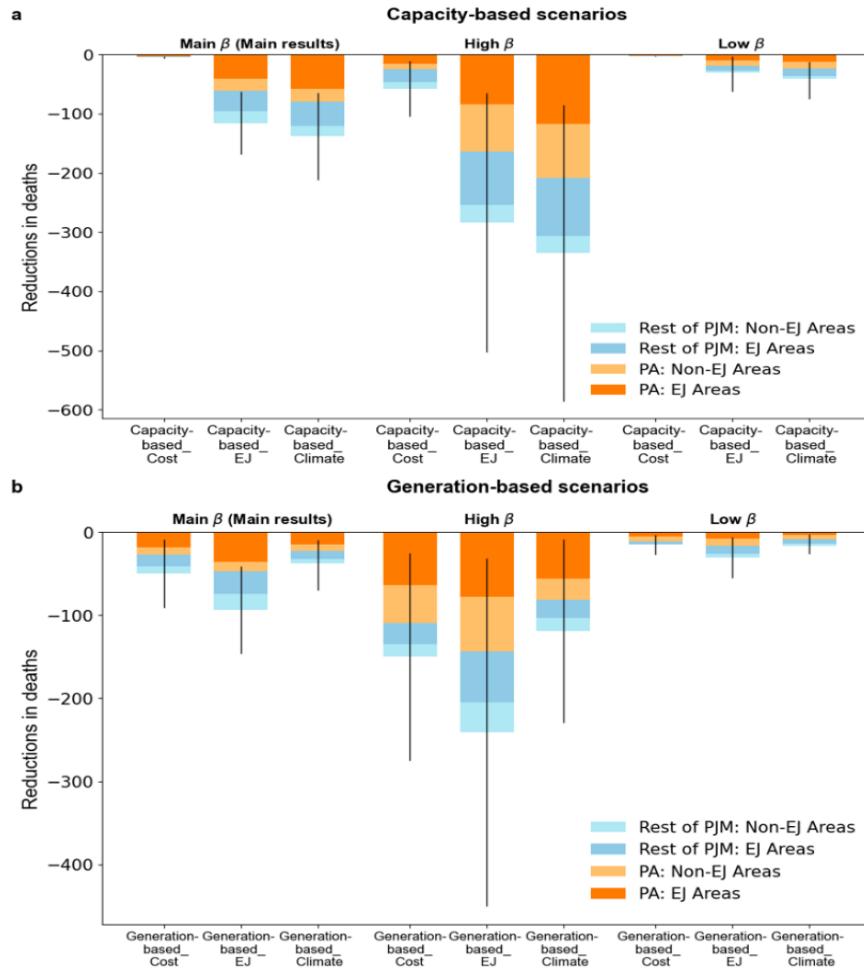 a
Capacity-based scenarios
Main β (Main results)
High β
Low β
Reductions in deaths
0
−100
−200
−300
−400
−500
−600
Rest of PJM: Non-EJ Areas
Rest of PJM: EJ Areas
PA: Non-EJ Areas
PA: EJ Areas
Capacity-
based_
Cost
Capacity-
based_
EJ
Capacity-
based_
Climate
Capacity-
based_
Cost
Capacity-
based_
EJ
Capacity-
based_
Climate
Capacity-
based_
Cost
Capacity-
based_
EJ
Capacity-
based_
Climate
b
Generation-based scenarios
Main β (Main results)
High β
Low β
Reductions in deaths
0
−100
−200
−300
−400
Rest of PJM: Non-EJ Areas
Rest of PJM: EJ Areas
PA: Non-EJ Areas
PA: EJ Areas
Generation-
based_
Cost
Generation-
based_
EJ
Generation-
based_
Climate
Generation-
based_
Cost
Generation-
based_
EJ
Generation-
based_
Climate
Generation-
based_
Cost
Generation-
based_
EJ
Generation-
based_
Climate